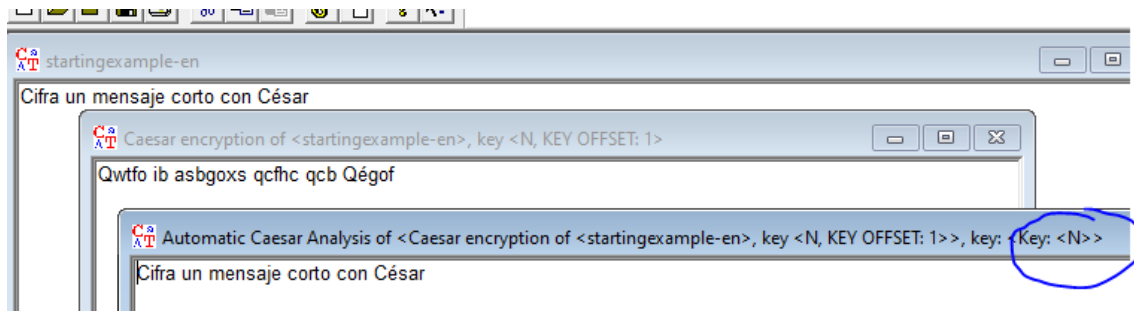 startingexample-en
Cifra un mensaje corto con César
Caesar encryption of <startingexample-en>, key <N, KEY OFFSET: 1>
Qwtfo ib asbgoxs qcfhc qcb Qégof
Automatic Caesar Analysis of <Caesar encryption of <startingexample-en>, key <N, KEY OFFSET: 1>>, key: <Key: <N>>
Cifra un mensaje corto con César